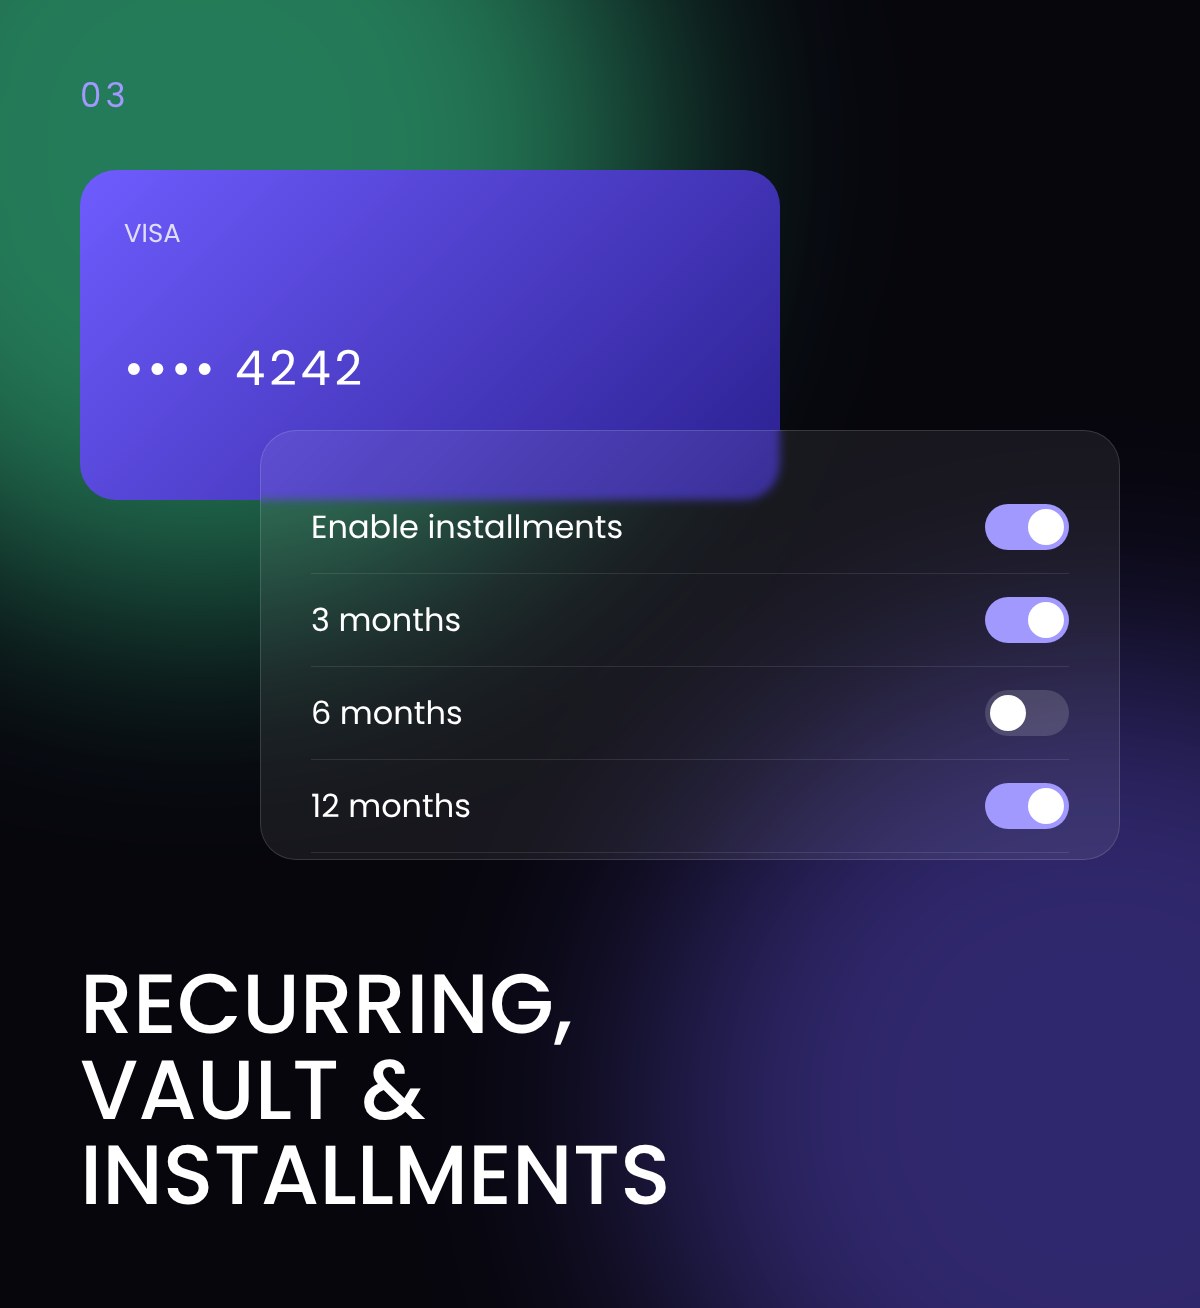 03
VISA
•••• 4242
Enable installments
3 months
6 months
12 months
RECURRING,
VAULT &
INSTALLMENTS